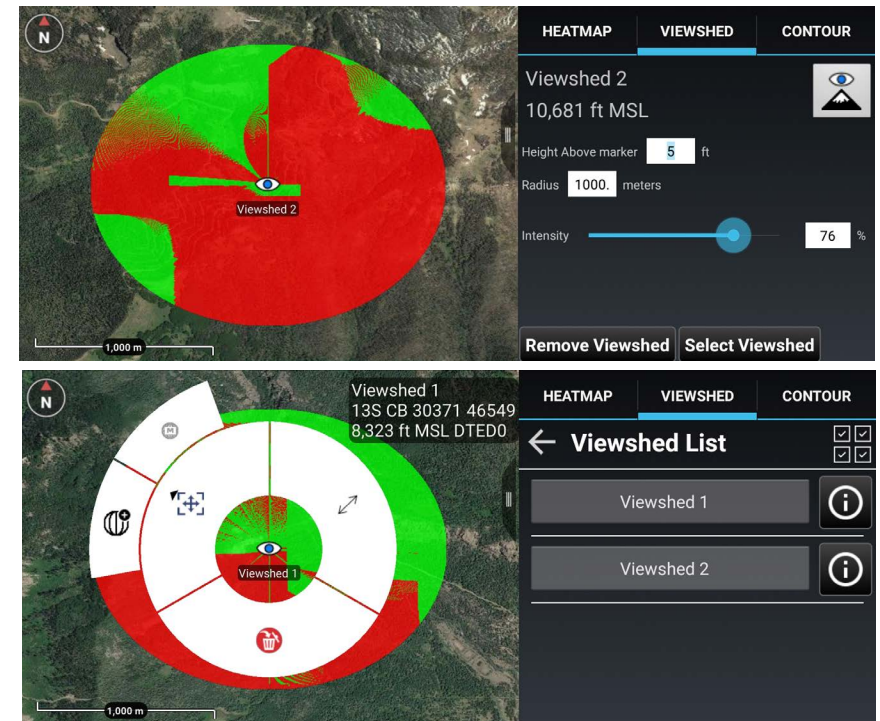 N
Viewshed 2
1,000 m
HEATMAP VIEWSHED CONTOUR
Viewshed 2
10,681 ft MSL
Height Above marker 5 ft
Radius 1000. meters
Intensity 76 %
Remove Viewshed Select Viewshed
N
Viewshed 1
13S CB 30371 46549
8,323 ft MSL DTED0
M
Viewshed 1
1,000 m
HEATMAP VIEWSHED CONTOUR
Viewshed List
Viewshed 1
Viewshed 2